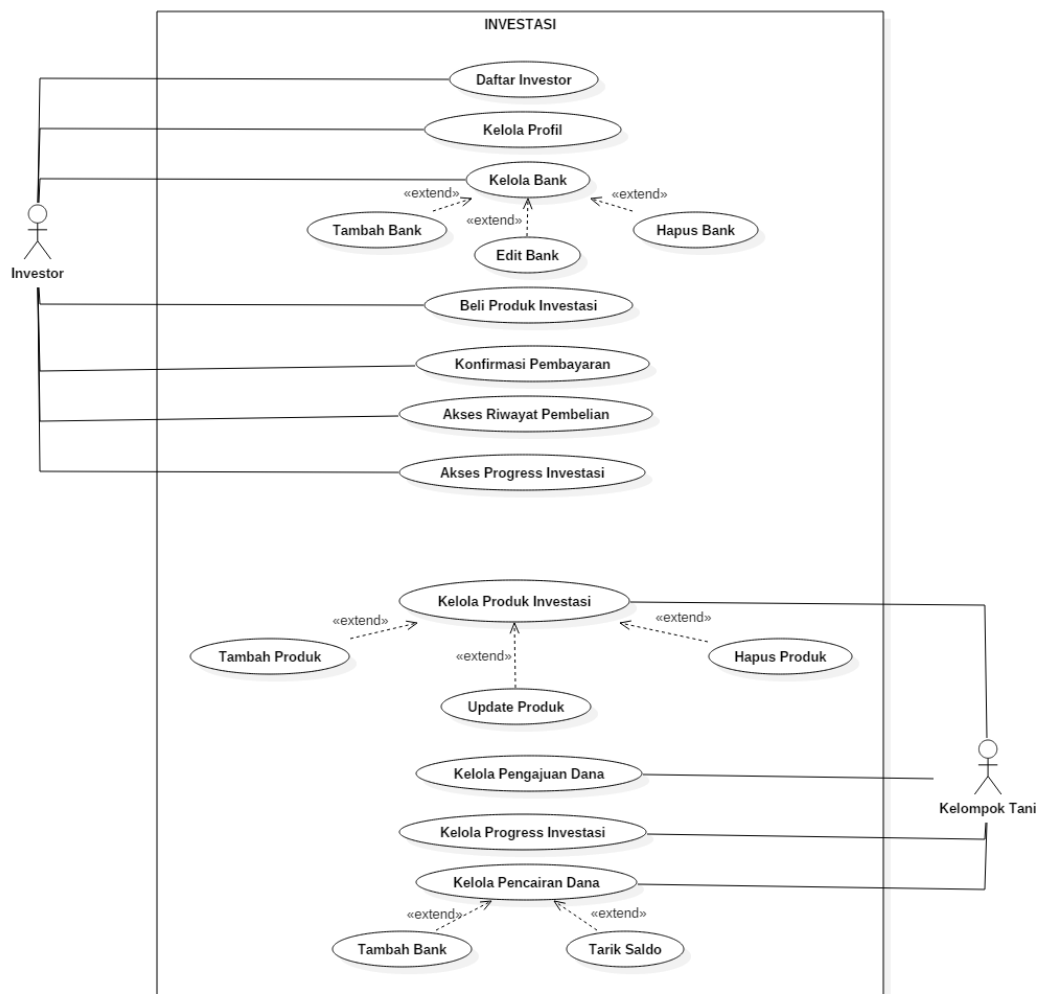 INVESTASI
Daftar Investor
Kelola Profil
Kelola Bank
«extend»
«extend»
«extend»
Tambah Bank
Hapus Bank
Edit Bank
Investor
Beli Produk Investasi
Konfirmasi Pembayaran
Akses Riwayat Pembelian
Akses Progress Investasi
Kelola Produk Investasi
«extend»
«extend»
«extend»
Tambah Produk
Hapus Produk
Update Produk
Kelola Pengajuan Dana
Kelompok Tani
Kelola Progress Investasi
Kelola Pencairan Dana
«extend»
«extend»
Tambah Bank
Tarik Saldo